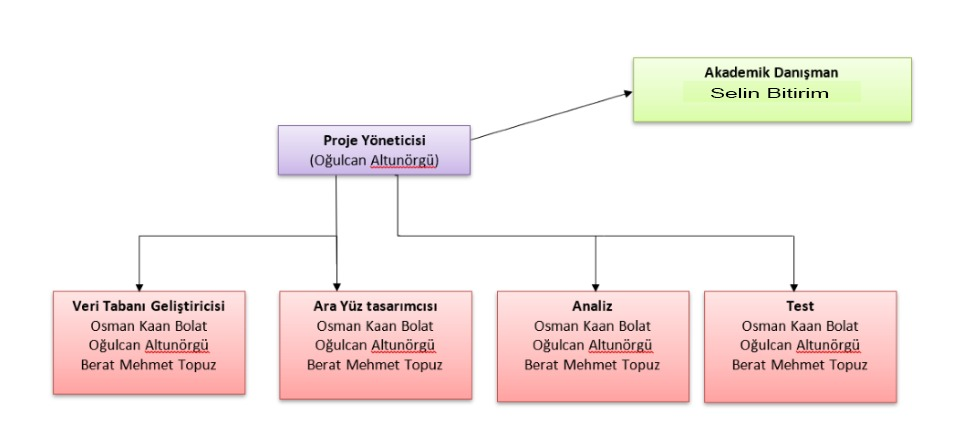 Akademik Danışman
Selin Bitirim
Proje Yöneticisi
(Oğulcan Altunörgü)
Veri Tabanı Geliştiricisi
Osman Kaan Bolat
Oğulcan Altunörgü
Berat Mehmet Topuz
Ara Yüz tasarımcısı
Osman Kaan Bolat
Oğulcan Altunörgü
Berat Mehmet Topuz
Analiz
Osman Kaan Bolat
Oğulcan Altunörgü
Berat Mehmet Topuz
Test
Osman Kaan Bolat
Oğulcan Altunörgü
Berat Mehmet Topuz